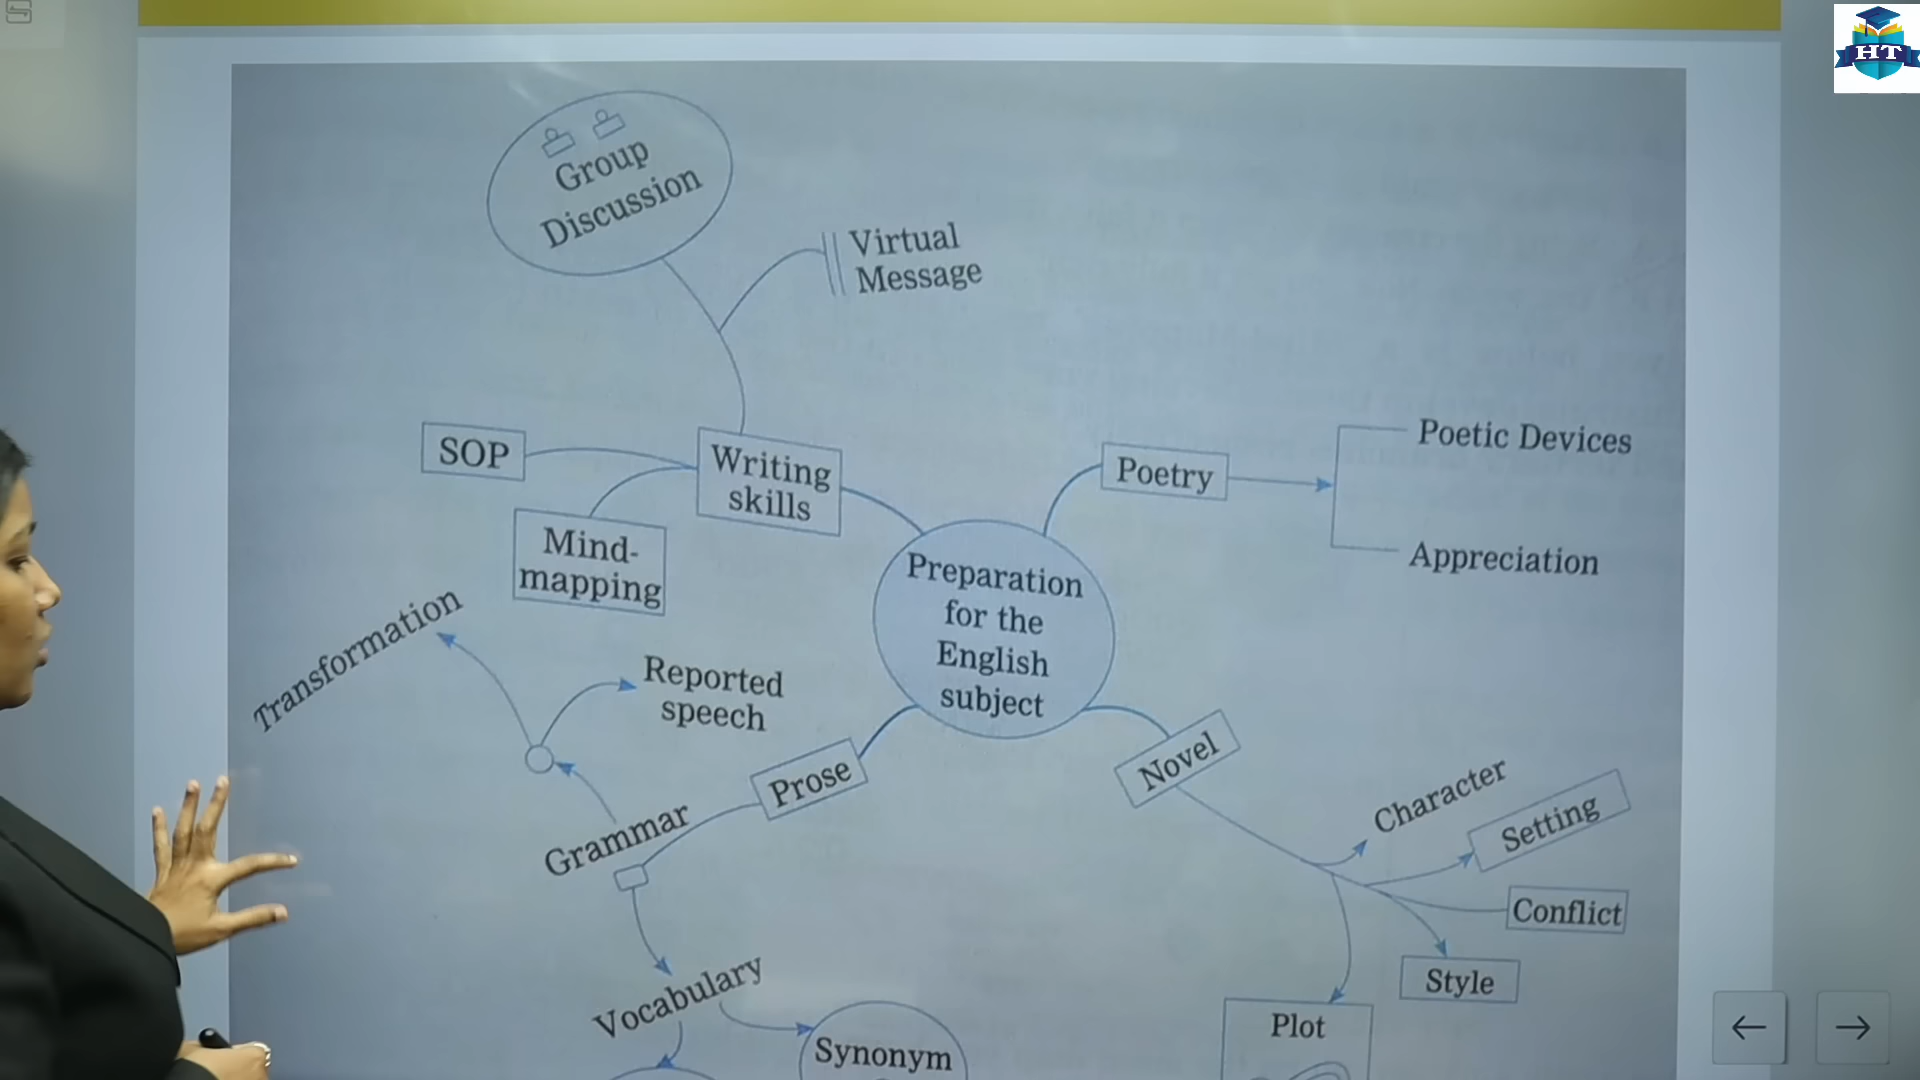 HT
Group
Discussion
Virtual
Message
SOP
Writing
skills
Mind-
mapping
Poetry
Poetic Devices
Appreciation
Preparation
for the
English
subject
Transformation
Reported
speech
Prose
Grammar
Vocabulary
Synonym
Novel
Character
Setting
Conflict
Style
Plot